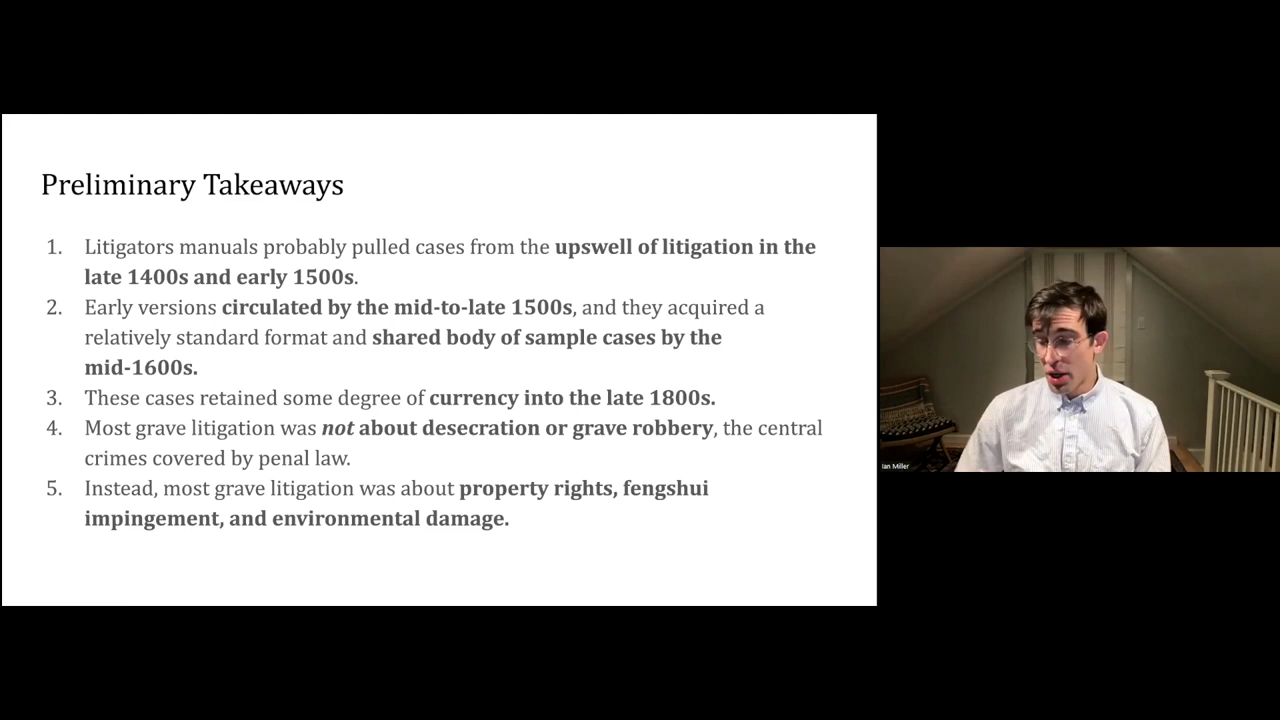 Preliminary Takeaways
1. Litigators manuals probably pulled cases from the upswell of litigation in the
late 1400s and early 1500s.
2. Early versions circulated by the mid-to-late 1500s, and they acquired a
relatively standard format and shared body of sample cases by the
mid-1600s.
3. These cases retained some degree of currency into the late 1800s.
4. Most grave litigation was not about desecration or grave robbery, the central
crimes covered by penal law.
5. Instead, most grave litigation was about property rights, fengshui
impingement, and environmental damage.
Ian Miller